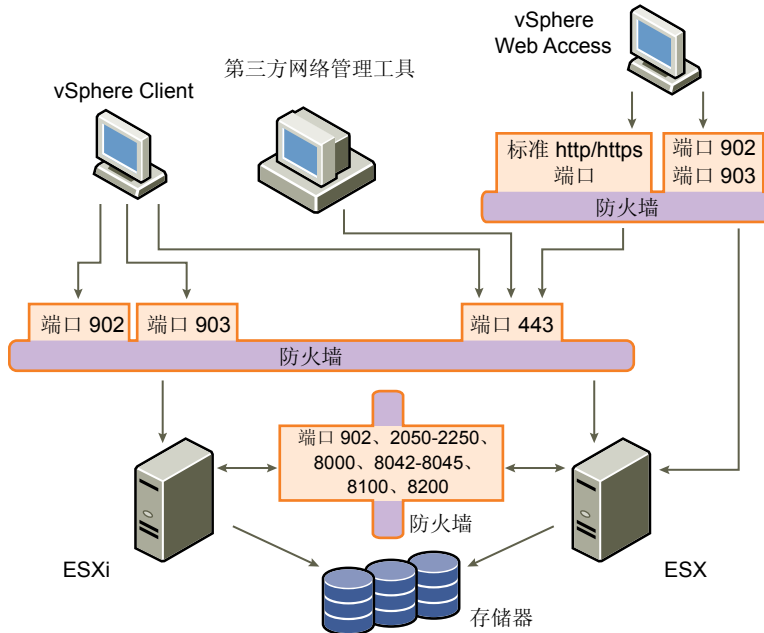 vSphere
Web Access
第三方网络管理工具
vSphere Client
标准 http/https
端口
端口 902
端口 903
防火墙
端口 902
端口 903
端口 443
防火墙
端口 902、2050-2250、
8000、8042-8045、
8100、8200
防火墙
ESXi
ESX
存储器